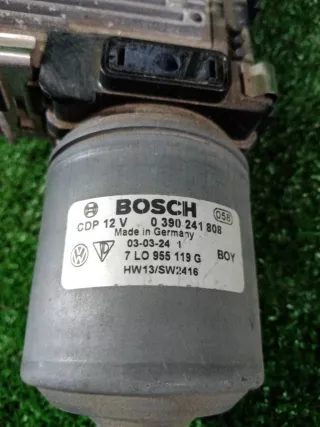 BOSCH 058
CDP 12 V 0 390 241 808
Made in Germany
03-03-24 1
7 L0 955 119 G BOY
HW13/SW2416